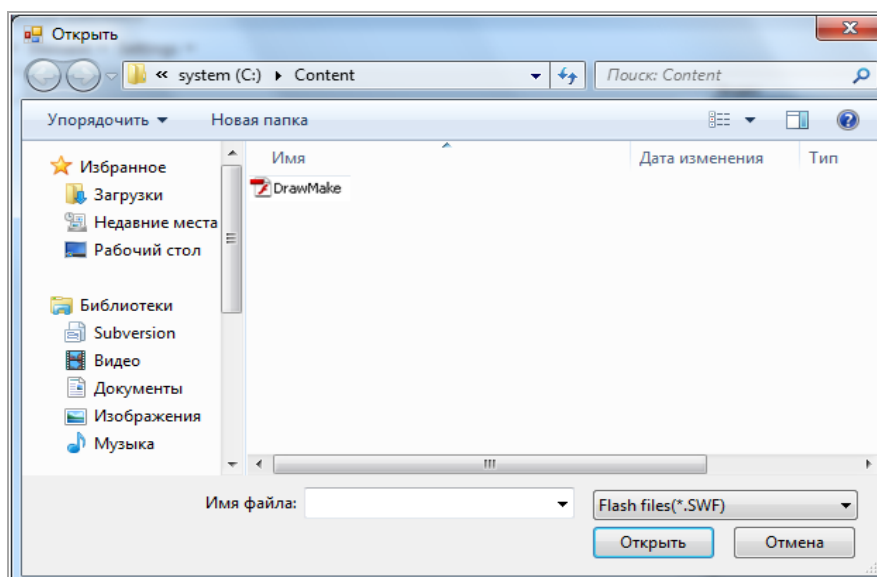 Открыть
« system (C:) Content
Поиск: Content
Упорядочить Новая папка
Избранное
Загрузки
Недавние места
Рабочий стол
Библиотеки
Subversion
Видео
Документы
Изображения
Музыка
Имя Дата изменения Тип
DrawMake
Имя файла:
Flash files(*.SWF)
Открыть Отмена